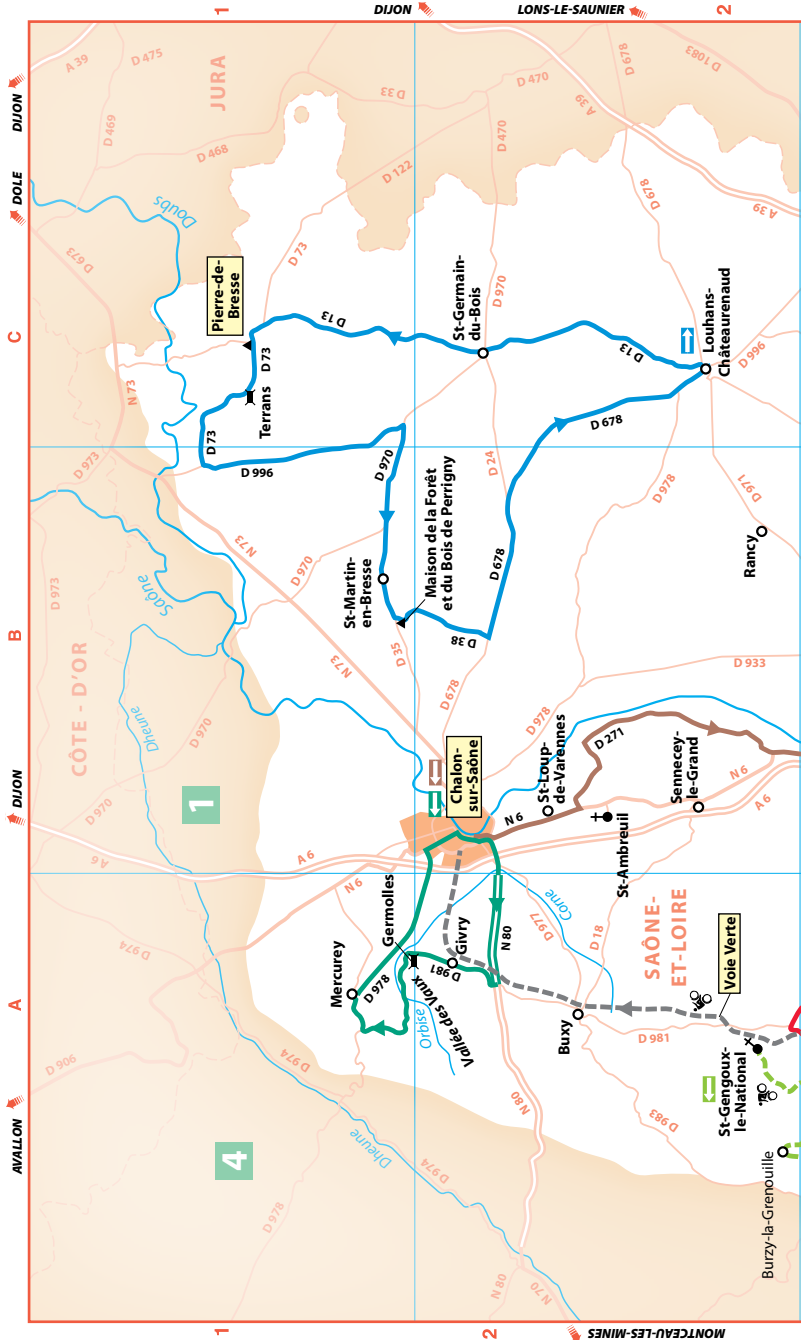 AVALLON
DIJON
DOLE
DIJON
A
B
C
1
D 906
D 974
D 978
4
Dheune
D 974
D 974
A 6
D 970
1
CÔTE - D'OR
D 970
Dheune
D 973
Saône
D 973
N 73
D 673
Doubs
D 469
D 468
A 39
D 475
JURA
N 6
A 6
N 73
D 970
D 996
D 73
Terrans
D 73
Pierre-de-
Bresse
D 13
D 73
D 122
D 33
DIJON
Mercurey
D 978
Germolles
Orbise
Vallée des Vaux
D 981
Givry
N 80
N 80
N 80
N 70
Chalon-
sur-Saône
N 73
D 35
D 678
St-Martin-
en-Bresse
Maison de la Forêt
et du Bois de Perrigny
D 970
D 38
D 678
D 24
St-Germain-
du-Bois
D 970
D 470
D 470
LONS-LE-SAUNIER
D 977
Corne
D 18
Buxy
D 983
N 6
St-Loup-
de-Varennes
D 978
D 271
St-Ambreuil
D 978
D 678
D 13
D 678
D 678
A 39
D 1083
SAÔNE-
ET-LOIRE
D 981
Voie Verte
St-Gengoux-
le-National
Burzy-la-Grenouille
Sennecey-
le-Grand
N 6
A 6
D 933
Rancy
D 971
Louhans-
Châteaurenaud
D 996
A 39
2
2
MONTCEAU-LES-MINES
1